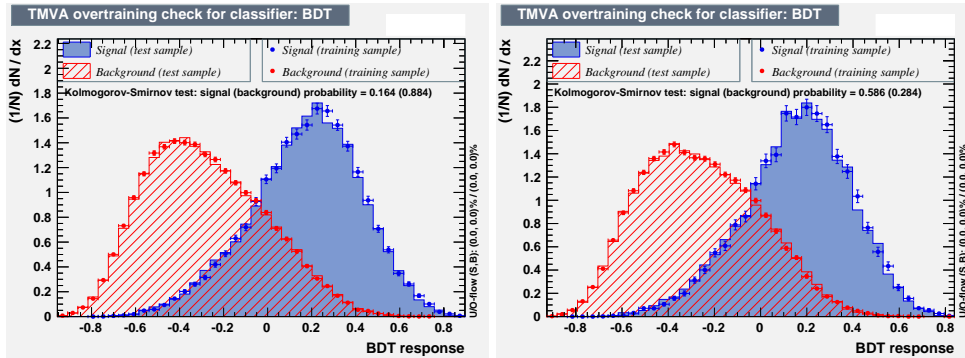 TMVA overtraining check for classifier: BDT
(1/N) dN / dx
2.2
2
1.8
1.6
1.4
1.2
1
0.8
0.6
0.4
0.2
0
Signal (test sample)
Background (test sample)
Signal (training sample)
Background (training sample)
Kolmogorov-Smirnov test: signal (background) probability = 0.164 (0.884)
U/O-flow (S,B): (0.0, 0.0)% / (0.0, 0.0)%
-0.8 -0.6 -0.4 -0.2 0 0.2 0.4 0.6 0.8
BDT response
TMVA overtraining check for classifier: BDT
(1/N) dN / dx
2.2
2
1.8
1.6
1.4
1.2
1
0.8
0.6
0.4
0.2
0
Signal (test sample)
Background (test sample)
Signal (training sample)
Background (training sample)
Kolmogorov-Smirnov test: signal (background) probability = 0.586 (0.284)
U/O-flow (S,B): (0.0, 0.0)% / (0.0, 0.0)%
-0.8 -0.6 -0.4 -0.2 0 0.2 0.4 0.6 0.8
BDT response